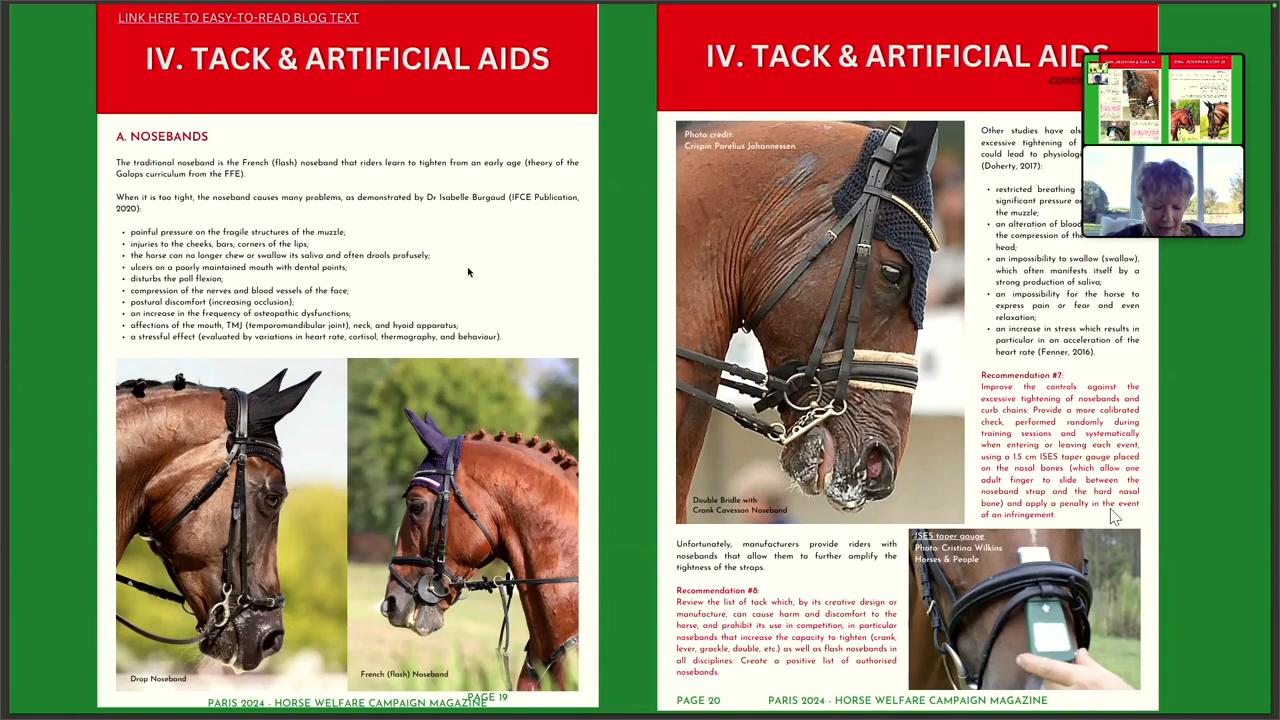 LINK HERE TO EASY-TO-READ BLOG TEXT
IV. TACK & ARTIFICIAL AIDS
A. NOSEBANDS
The traditional noseband is the French (flash) noseband that riders learn to tighten from an early age (theory of the
Galops curriculum from the FFE).
When it is too tight, the noseband causes many problems, as demonstrated by Dr Isabelle Burgaud (IFCE Publication,
2020):
• painful pressure on the fragile structures of the muzzle;
• injuries to the cheeks, bars, corners of the lips;
• the horse can no longer chew or swallow its saliva and often drools profusely;
• ulcers on a poorly maintained mouth with dental points;
• disturbs the poll flexion;
• compression of the nerves and blood vessels of the face;
• postural discomfort (increasing occlusion);
• an increase in the frequency of osteopathic dysfunctions;
• affections of the mouth, TMJ (temporomandibular joint), neck, and hyoid apparatus;
• a stressful effect (evaluated by variations in heart rate, cortisol, thermography, and behaviour).
Drop Noseband
French (flash) Noseband
PAGE 19
PARIS 2024 - HORSE WELFARE CAMPAIGN MAGAZINE
IV. TACK & ARTIFICIAL AIDS
Photo credit:
Crispin Parelius Johannessen
Double Bridle with
Crank Cavesson Noseband
Other studies have
excessive tightening of
could lead to
(Doherty, 2017):
• restricted breathing
significant pressure
the muzzle;
• an alteration of blood
the compression of the
head;
• an impossibility to swallow (swallow),
which often manifests itself by a
strong production of saliva;
• an impossibility for the horse to
express pain or fear and even
relaxation;
• an increase in stress which results in
particular in an acceleration of the
heart rate (Fenner, 2016).
Recommendation #7:
Improve the controls against the
excessive tightening of nosebands and
curb chains: Provide a more calibrated
check, performed randomly during
training sessions and systematically
when entering or leaving each event,
using a 1.5 cm ISES taper gauge placed
on the nasal bones (which allow one
adult finger to slide between the
noseband strap and the hard nasal
bone) and apply a penalty in the event
of an infringement.
Unfortunately, manufacturers provide riders with
nosebands that allow them to further amplify the
tightness of the straps.
Recommendation #8:
Review the list of tack which, by its creative design or
manufacture, can cause harm and discomfort to the
horse, and prohibit its use in competition, in particular
nosebands that increase the capacity to tighten (crank,
lever, grackle, double, etc.) as well as flash nosebands in
all disciplines: Create a positive list of authorised
nosebands.
ISES taper gauge
Photo: Cristina Wilkins
Horses & People
PAGE 20
PARIS 2024 - HORSE WELFARE CAMPAIGN MAGAZINE